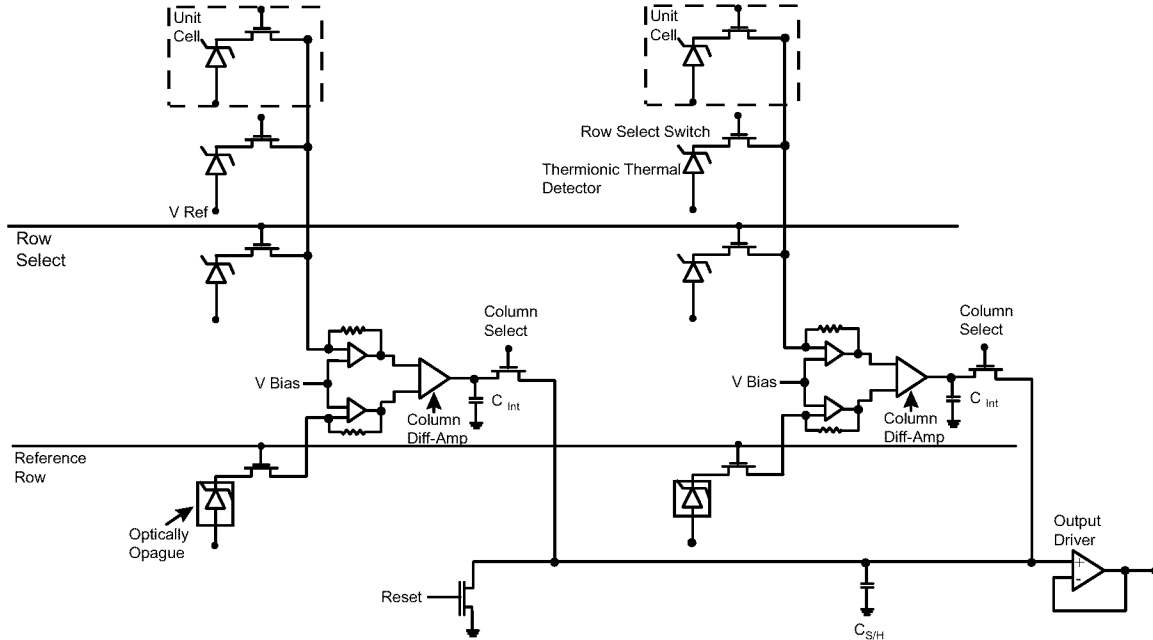 Unit
Cell
Unit
Cell
Row Select Switch
Thermionic Thermal
Detector
V Ref
Row
Select
Column
Select
Column
Select
V Bias
C Int
V Bias
C Int
Column
Diff-Amp
Column
Diff-Amp
Reference
Row
Optically
Opague
Output
Driver
+
-
Reset
CS/H